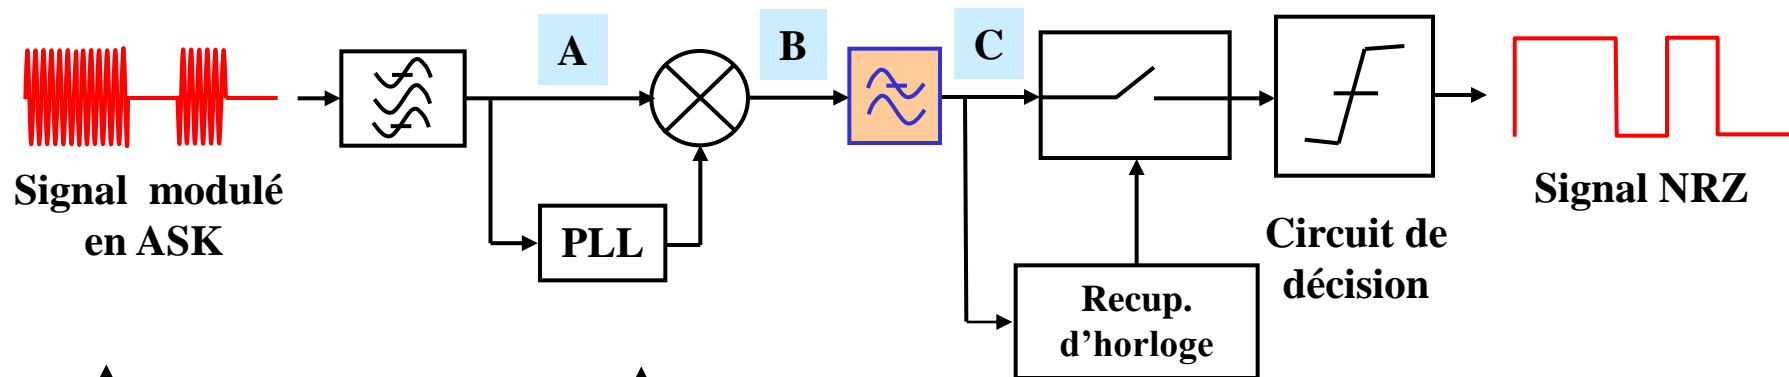 A
B
C
PLL
Signal modulé
en ASK
Recup.
d’horloge
Circuit de
décision
Signal NRZ